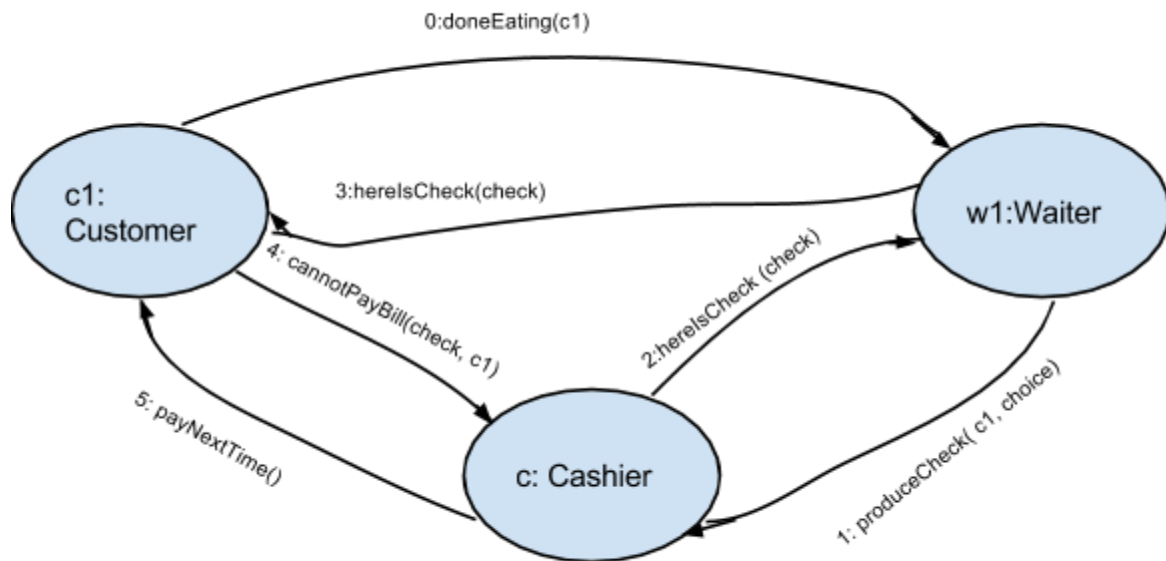 0:doneEating(c1)
c1:
Customer
3:hereIsCheck(check)
w1:Waiter
4: cannotPayBill(check, c1)
2:hereIsCheck (check)
5: payNextTime()
c: Cashier
1: produceCheck( c1, choice)